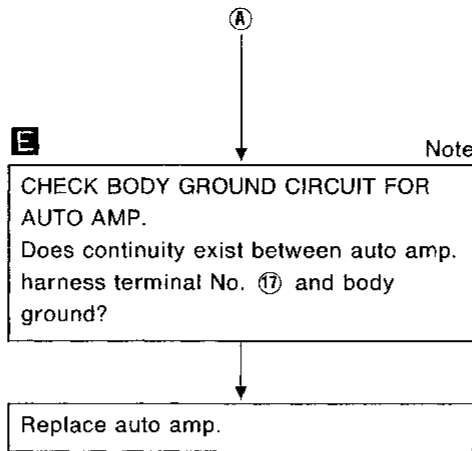 Ⓐ
E
Note
CHECK BODY GROUND CIRCUIT FOR
AUTO AMP.
Does continuity exist between auto amp.
harness terminal No. ⑰ and body
ground?
Replace auto amp.